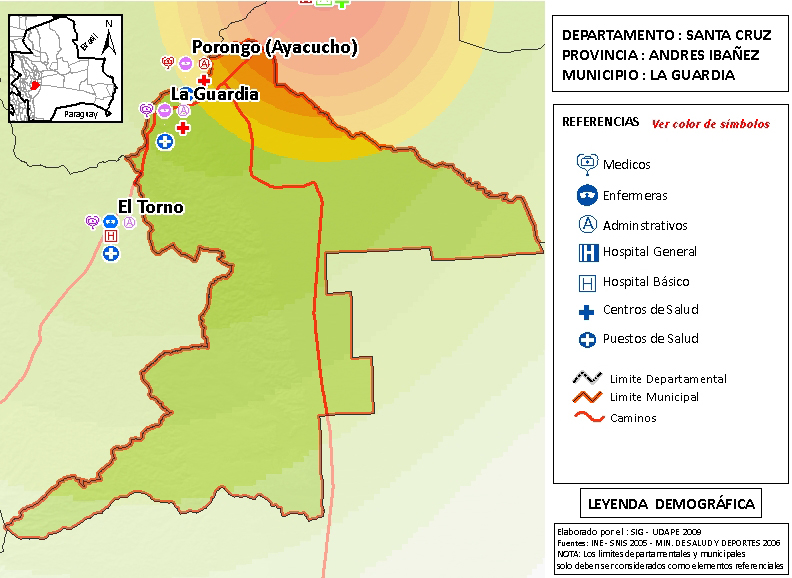 N
Brasil
Paraguay
Porongo (Ayacucho)
A
La Guardia
A
El Torno
A
H
DEPARTAMENTO : SANTA CRUZ
PROVINCIA : ANDRES IBAÑEZ
MUNICIPIO : LA GUARDIA
REFERENCIAS Ver color de símbolos
Medicos
Enfermeras
A Adminstrativos
H Hospital General
H Hospital Básico
Centros de Salud
Puestos de Salud
Limite Departamental
Limite Municipal
Caminos
LEYENDA DEMOGRÁFICA
Elaborado por el : SIG - UDAPE 2009
Fuentes: INE- SNIS 2005 - MIN. DE SALUD Y DEPORTES 2006
NOTA: Los limites departamentales y municipales
solo deben ser considerados como elementos referenciales